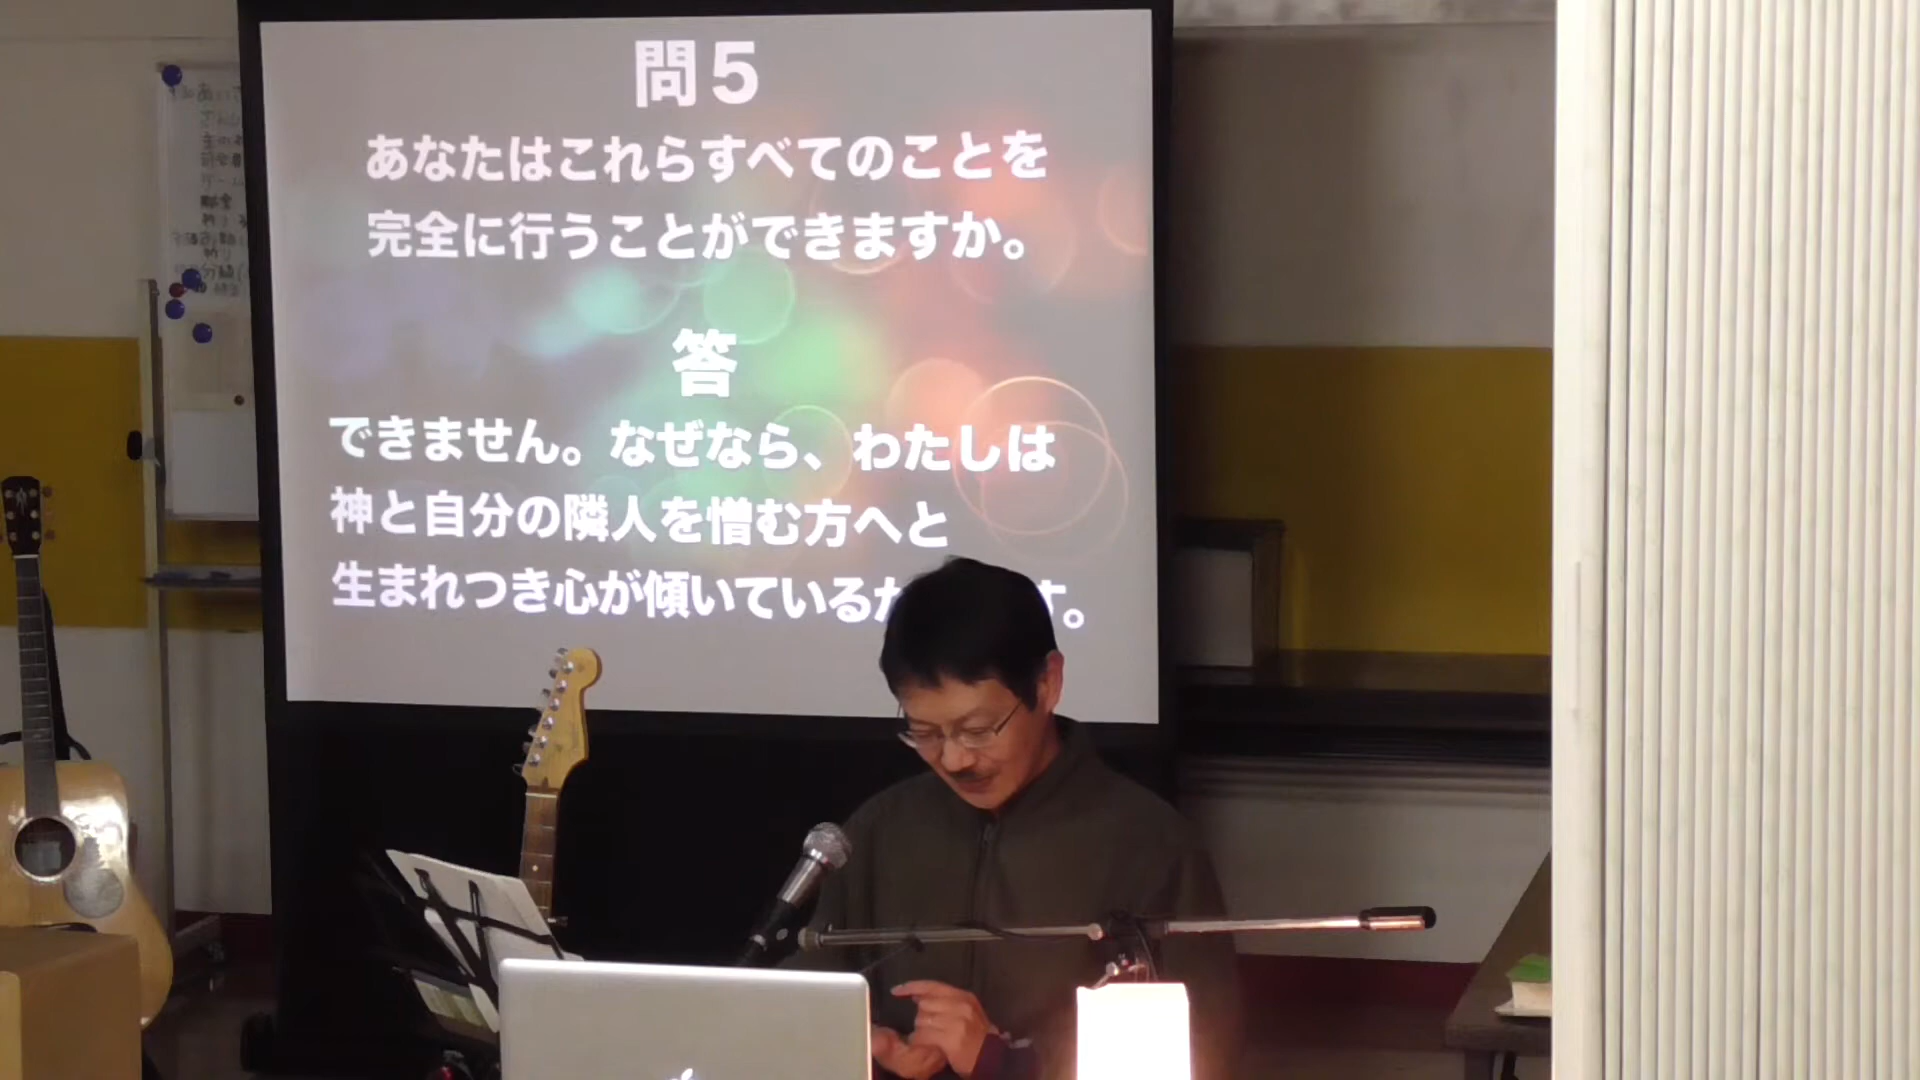 問5
あなたはこれらすべてのことを
完全に行うことができますか。
答
できません。なぜなら、わたしは
神と自分の隣人を憎む方へと
生まれつき心が傾いているか す。